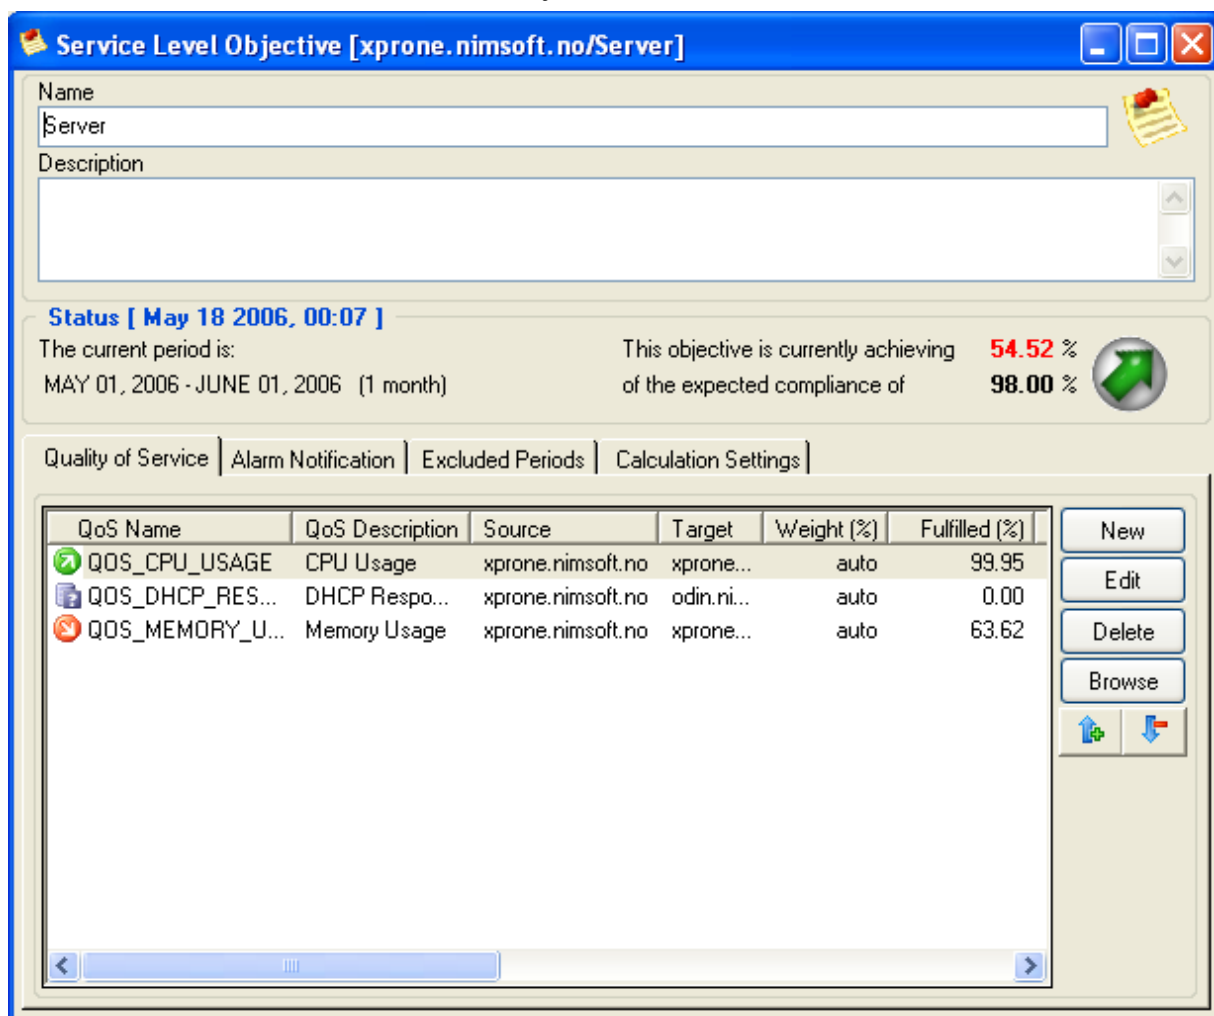 Service Level Objective [xprone.nimsoft.no/Server]
Name
Server
Description
Status [ May 18 2006, 00:07 ]
The current period is:
MAY 01, 2006 - JUNE 01, 2006 (1 month)
This objective is currently achieving 54.52 %
of the expected compliance of 98.00 %
Quality of Service Alarm Notification Excluded Periods Calculation Settings
QoS Name QoS Description Source Target Weight (%) Fulfilled (%)
QOS_CPU_USAGE CPU Usage xprone.nimsoft.no xprone... auto 99.95
QOS_DHCP_RES... DHCP Respo... xprone.nimsoft.no odin.ni... auto 0.00
QOS_MEMORY_U... Memory Usage xprone.nimsoft.no xprone... auto 63.62
New
Edit
Delete
Browse